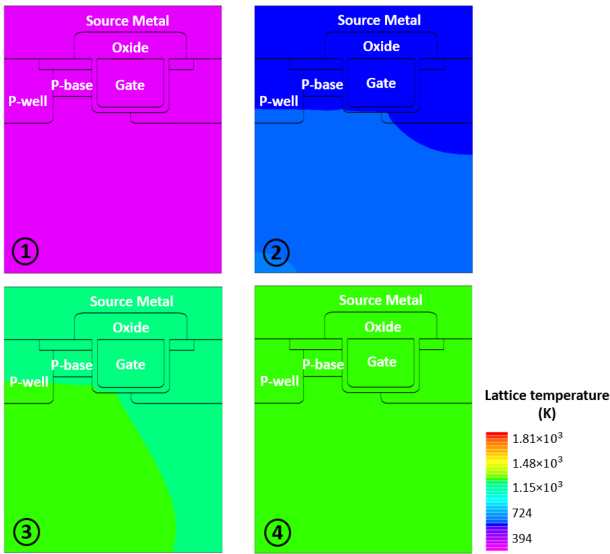 Source Metal
Oxide
P-base
Gate
P-well
1
Source Metal
Oxide
P-base
Gate
P-well
2
Source Metal
Oxide
P-base
Gate
P-well
3
Source Metal
Oxide
P-base
Gate
P-well
4
Lattice temperature
(K)
1.81×10³
1.48×10³
1.15×10³
724
394